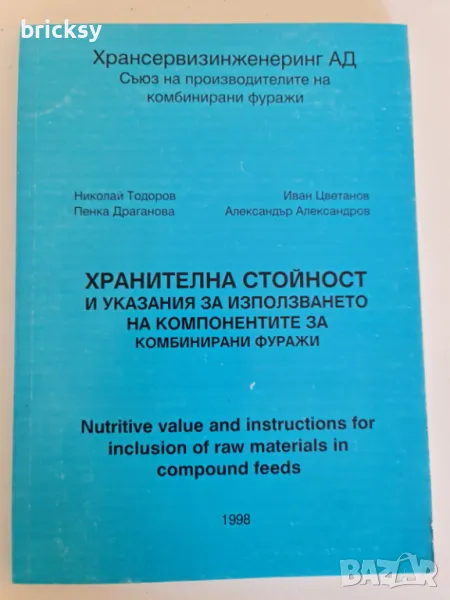 bricksy
Хрансервизинженеринг АД
Съюз на производителите на
комбинирани фуражи
Николай Тодоров Иван Цветанов
Пенка Драганова Александър Александров
ХРАНИТЕЛНА СТОЙНОСТ
И УКАЗАНИЯ ЗА ИЗПОЛЗВАНЕТО
НА КОМПОНЕНТИТЕ ЗА
КОМБИНИРАНИ ФУРАЖИ
Nutritive value and instructions for
inclusion of raw materials in
compound feeds
1998
BAZAR